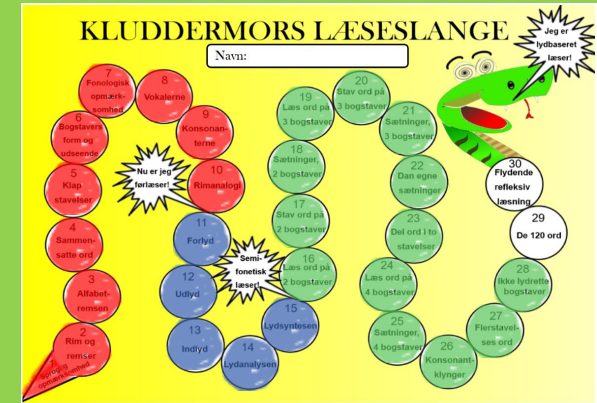 KLUDDERMORS LÆSESLANGE
Navn:
Jeg er
lydbaseret
læser!
1
Sproglig
opmærksomhed
2
Rim og
remser
3
Alfabet-
remsen
4
Sammen-
satte ord
5
Klap
stavelser
6
Bogstavers
form og
udseende
7
Fonologisk
opmærk-
somhed
8
Vokalerne
9
Konsonan-
terne
10
Rimanalogi
Nu er jeg
førlæser!
11
Forlyd
12
Udlyd
13
Indlyd
14
Lydanalysen
15
Lydsyntesen
Semi-
fonetisk
læser!
16
Læs ord på
2 bogstaver
17
Stav ord på
2 bogstaver
18
Sætninger,
2 bogstaver
19
Læs ord på
3 bogstaver
20
Stav ord på
3 bogstaver
21
Sætninger,
3 bogstaver
22
Dan egne
sætninger
23
Del ord i to
stavelser
24
Læs ord på
4 bogstaver
25
Sætninger,
4 bogstaver
26
Konsonant-
klynger
27
Flerstavel-
ses ord
28
Ikke lydrette
bogstaver
29
De 120 ord
30
Flydende
refleksiv
læsning